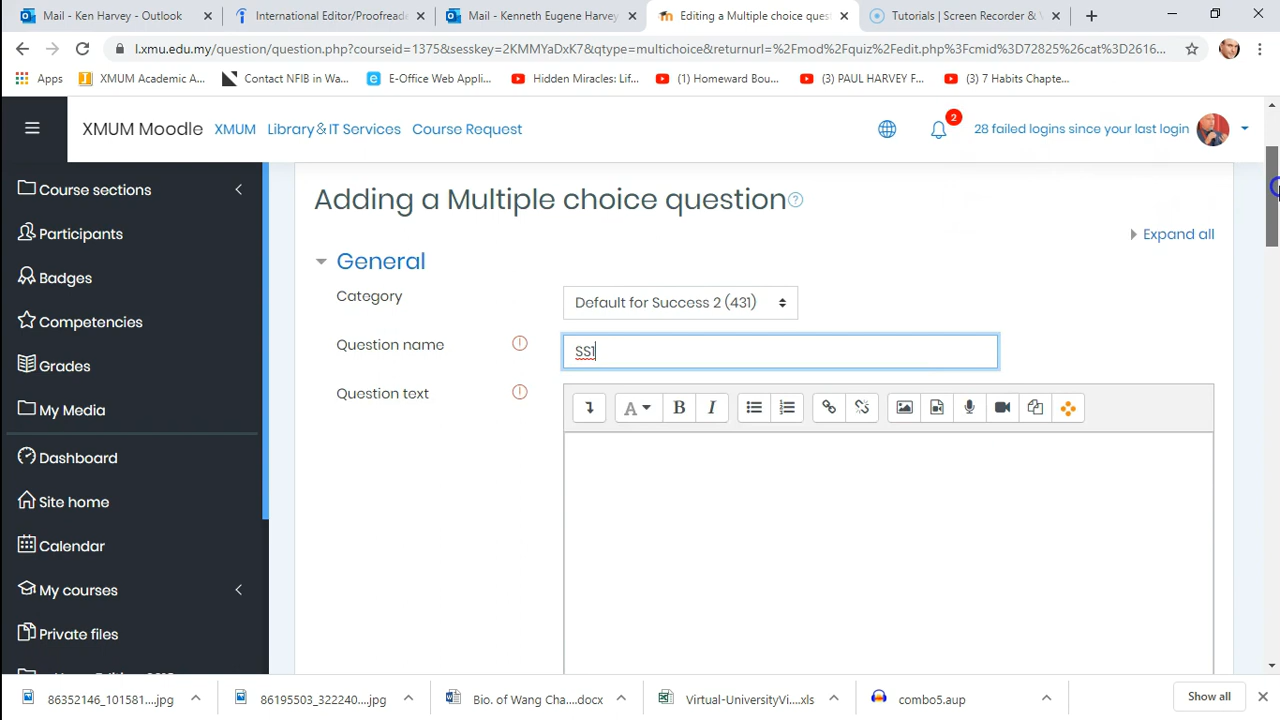 Mail - Ken Harvey - Outlook
International Editor/Proofreade
Mail - Kenneth Eugene Harvey
Editing a Multiple choice ques
Tutorials | Screen Recorder & V
l.xmu.edu.my/question/question.php?courseid=1375&sesskey=2KMMYaDxK7&qtype=multichoice&returnurl=%2Fmod%2Fquiz%2Fedit.php%3Fcmid%3D72825%26cat%3D2616...
Apps
XMUM Academic A...
Contact NFIB in Wa...
E-Office Web Appli...
Hidden Miracles: Lif...
(1) Homeward Bou...
(3) PAUL HARVEY F...
(3) 7 Habits Chapte...
XMUM Moodle
XMUM
Library&IT Services
Course Request
2
28 failed logins since your last login
Course sections
Participants
Badges
Competencies
Grades
My Media
Dashboard
Site home
Calendar
My courses
Private files
Adding a Multiple choice question
Expand all
General
Category
Default for Success 2 (431)
Question name
SS1
Question text
A
B
I
86352146_101581....jpg
86195503_322240....jpg
Bio. of Wang Cha....docx
Virtual-UniversityVi....xls
combo5.aup
Show all